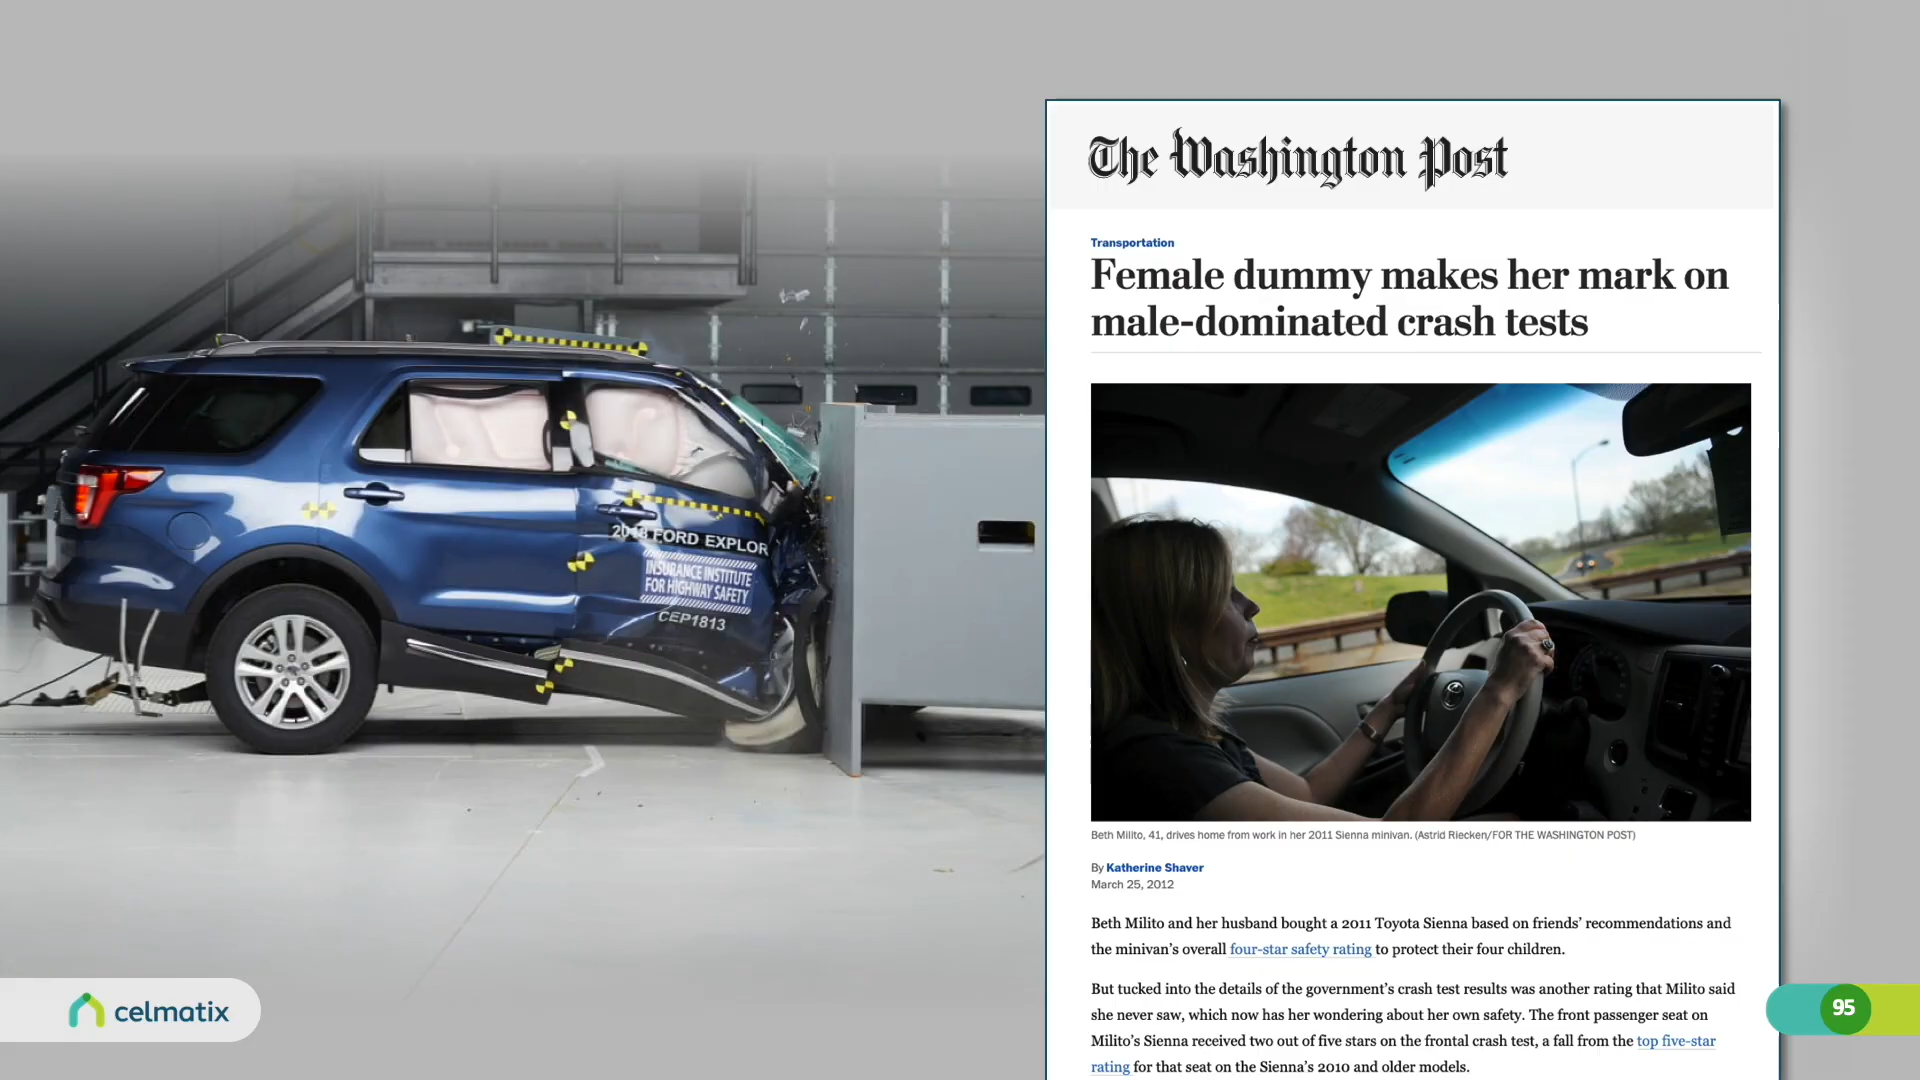 The Washington Post
Transportation
Female dummy makes her mark on
male-dominated crash tests
2018 FORD EXPLOR
INSURANCE INSTITUTE
FOR HIGHWAY SAFETY
CEP1813
Beth Milito, 41, drives home from work in her 2011 Sienna minivan. (Astrid Riecken/FOR THE WASHINGTON POST)
By Katherine Shaver
March 25, 2012
Beth Milito and her husband bought a 2011 Toyota Sienna based on friends’ recommendations and
the minivan’s overall four-star safety rating to protect their four children.
But tucked into the details of the government’s crash test results was another rating that Milito said
she never saw, which now has her wondering about her own safety. The front passenger seat on
Milito’s Sienna received two out of five stars on the frontal crash test, a fall from the top five-star
rating for that seat on the Sienna’s 2010 and older models.
celmatix
95